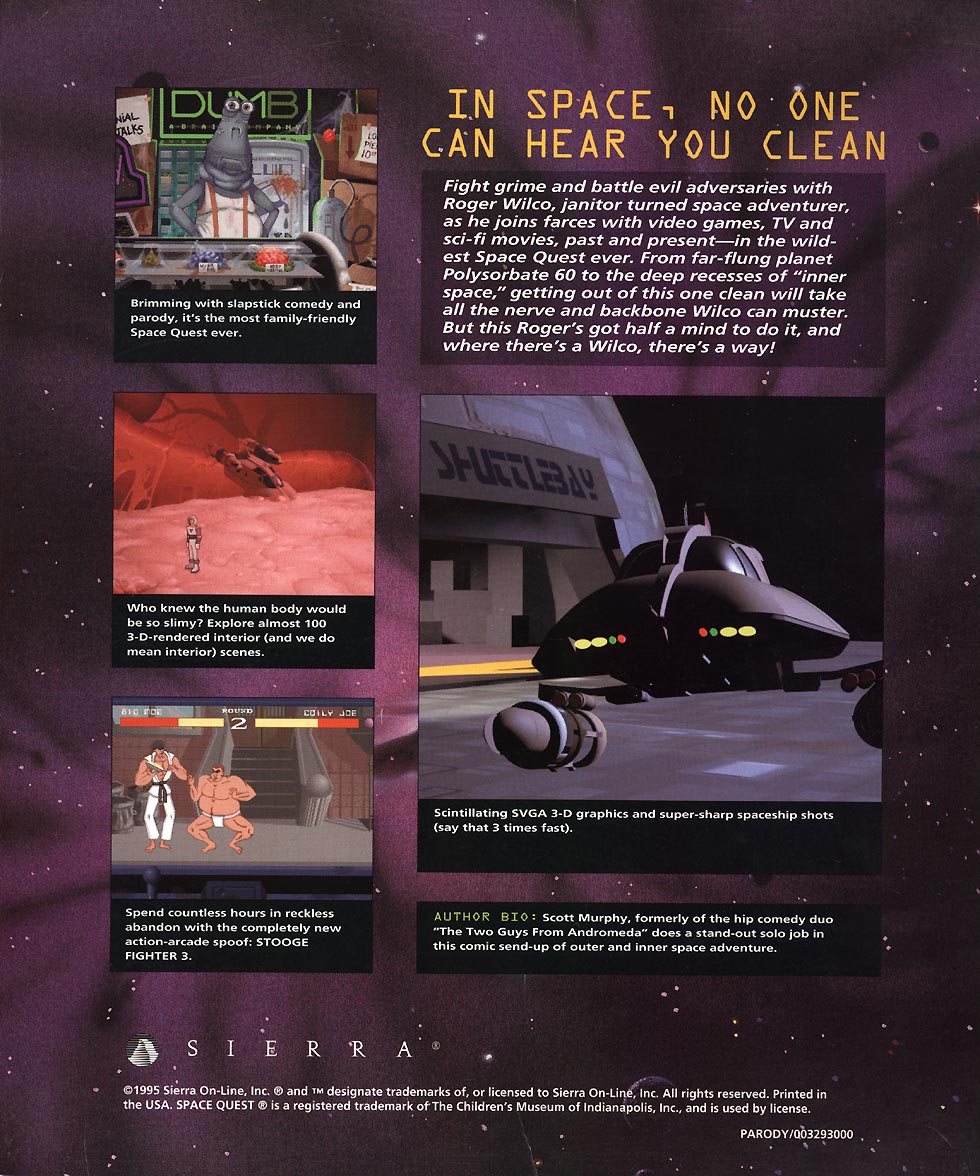 IN SPACE, NO ONE
CAN HEAR YOU CLEAN
Fight grime and battle evil adversaries with
Roger Wilco, janitor turned space adventurer,
as he joins farces with video games, TV and
sci-fi movies, past and present—in the wild-
est Space Quest ever. From far-flung planet
Polysorbate 60 to the deep recesses of "inner
space," getting out of this one clean will take
all the nerve and backbone Wilco can muster.
But this Roger's got half a mind to do it, and
where there's a Wilco, there's a way!
DUMB
TALKS
Brimming with slapstick comedy and
parody, it's the most family-friendly
Space Quest ever.
Who knew the human body would
be so slimy? Explore almost 100
3-D-rendered interior (and we do
mean interior) scenes.
BIG MOE
ROUND
2
COILY JOE
Spend countless hours in reckless
abandon with the completely new
action-arcade spoof: STOOGE
FIGHTER 3.
SHUTTLEBAY
Scintillating SVGA 3-D graphics and super-sharp spaceship shots
(say that 3 times fast).
AUTHOR BIO: Scott Murphy, formerly of the hip comedy duo
"The Two Guys From Andromeda" does a stand-out solo job in
this comic send-up of outer and inner space adventure.
SIERRA®
©1995 Sierra On-Line, Inc. ® and ™ designate trademarks of, or licensed to Sierra On-Line, Inc. All rights reserved. Printed in
the USA. SPACE QUEST ® is a registered trademark of The Children's Museum of Indianapolis, Inc., and is used by license.
PARODY/003293000